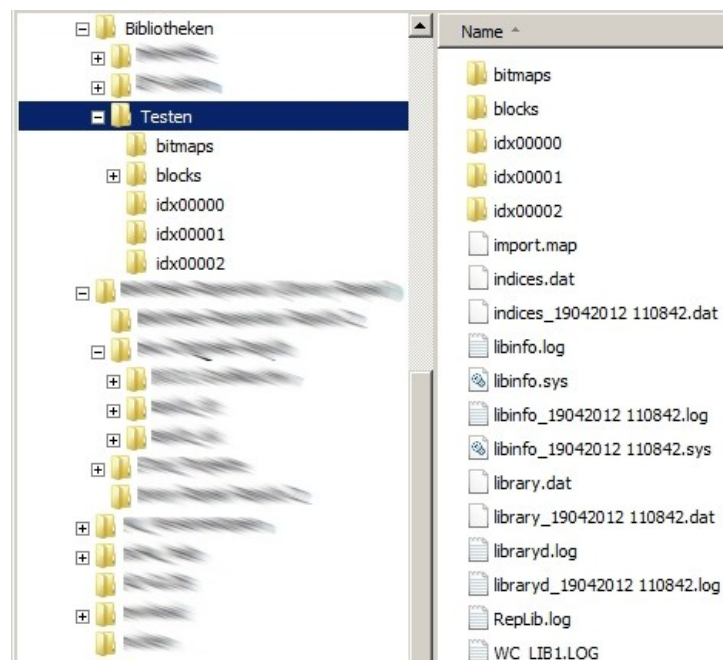 Bibliotheken
Testen
bitmaps
blocks
idx00000
idx00001
idx00002
Name
bitmaps
blocks
idx00000
idx00001
idx00002
import.map
indices.dat
indices_19042012 110842.dat
libinfo.log
libinfo.sys
libinfo_19042012 110842.log
libinfo_19042012 110842.sys
library.dat
library_19042012 110842.dat
libraryd.log
libraryd_19042012 110842.log
RepLib.log
WC_LIB1.LOG